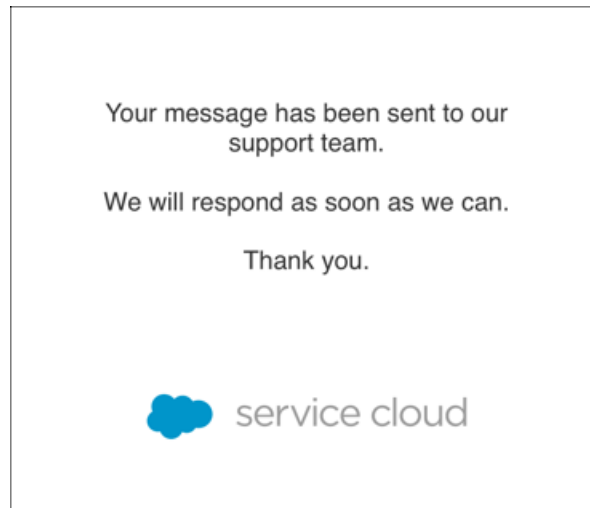 Your message has been sent to our
support team.
We will respond as soon as we can.
Thank you.
service cloud